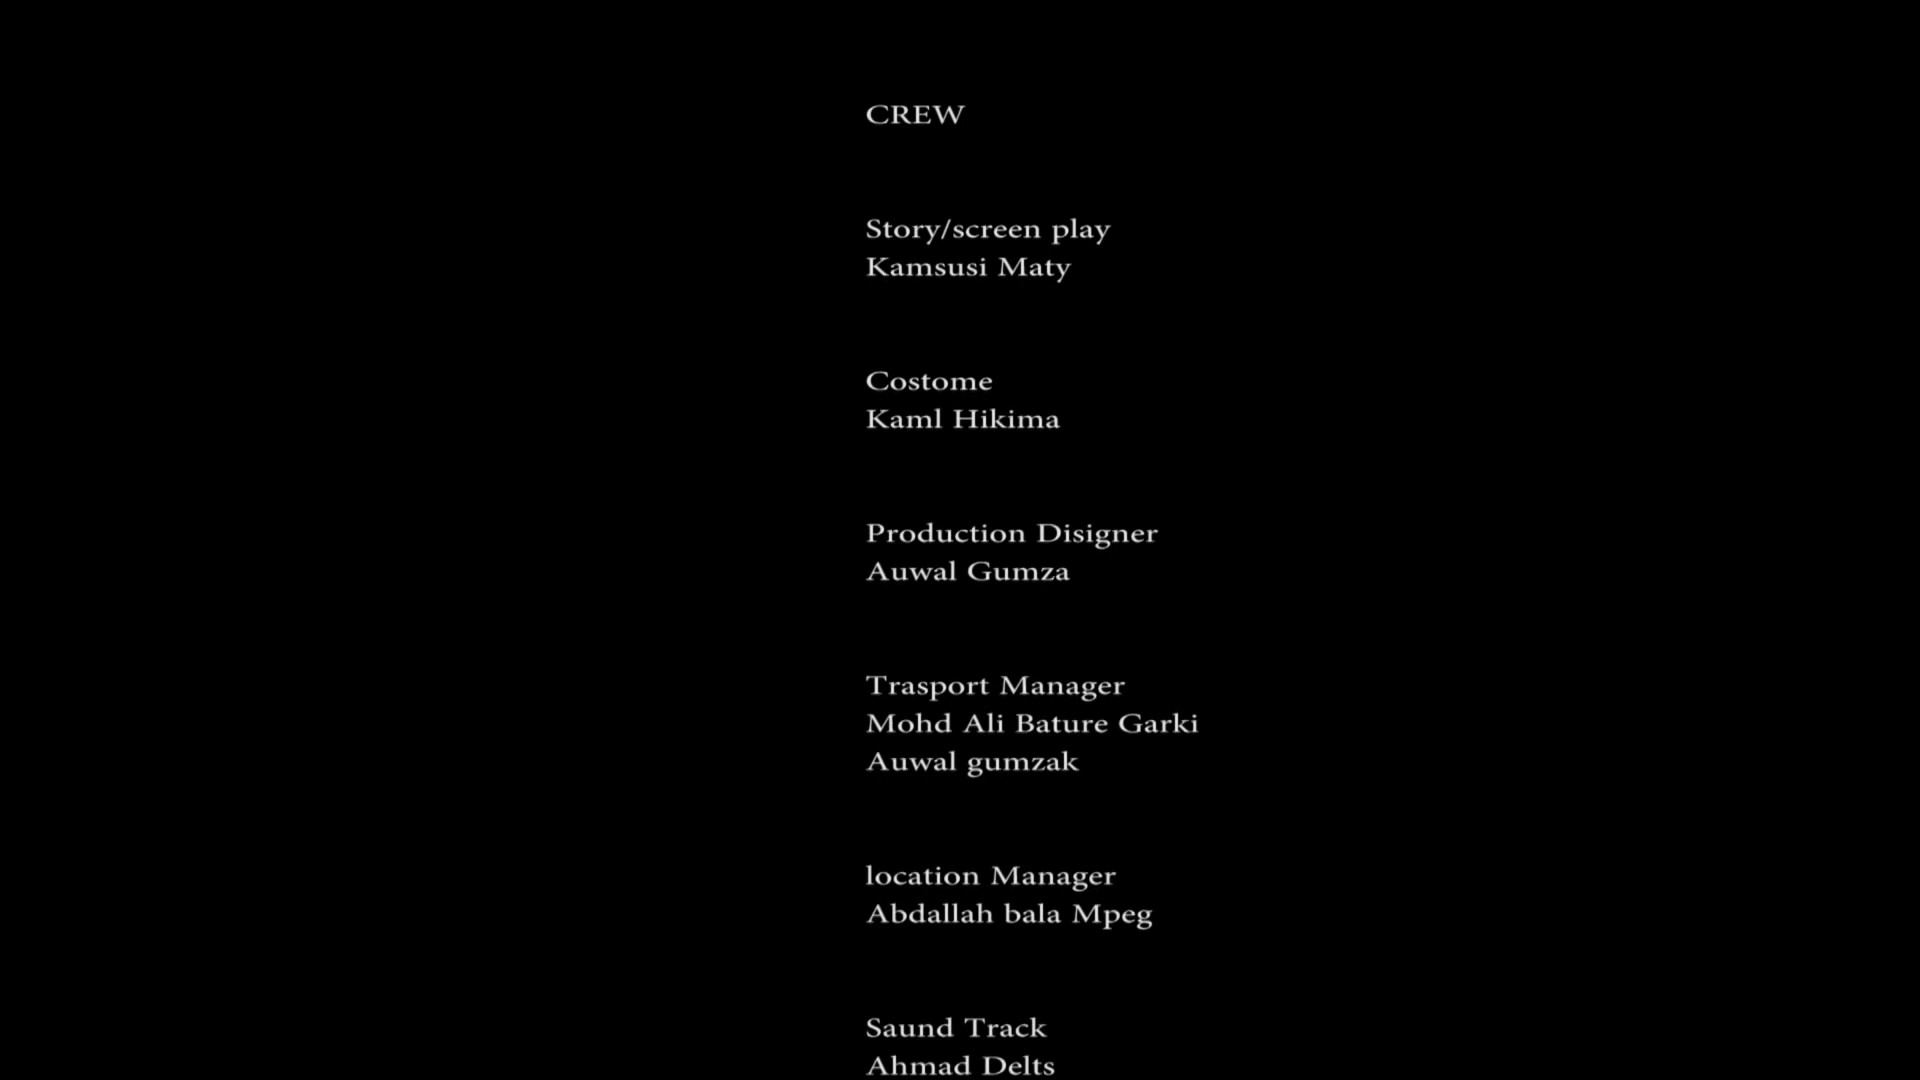 CREW
Story/screen play
Kamsusi Maty
Costome
Kaml Hikima
Production Disigner
Auwal Gumza
Trasport Manager
Mohd Ali Bature Garki
Auwal gumzak
location Manager
Abdallah bala Mpeg
Saund Track
Ahmad Delts